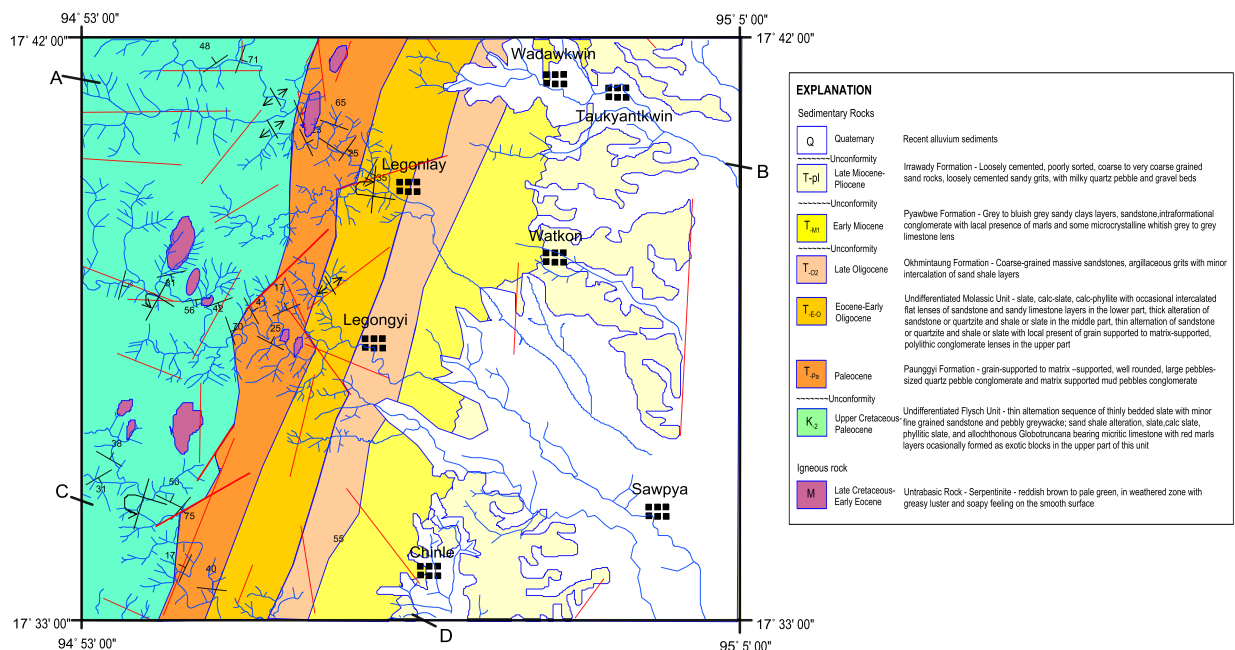 94° 53' 00"
95° 5' 00"
17° 42' 00"
17° 42' 00"
A
48
71
65
23
25
35
Wadawkwin
Taukyantkwin
Legonlay
B
Watkon
31
56
42
17
41
70
25
Legongyi
38
31
50
75
17
40
55
C
Sawpya
Chinle
D
17° 33' 00"
17° 33' 00"
94° 53' 00"
95° 5' 00"
EXPLANATION
Sedimentary Rocks
Q
Quaternary
Recent alluvium sediments
Unconformity
T-pl
Late Miocene-
Pliocene
Irrawady Formation - Loosely cemented, poorly sorted, coarse to very coarse grained
sand rocks, loosely cemented sandy grits, with milky quartz pebble and gravel beds
Unconformity
T-M1
Early Miocene
Pyawbwe Formation - Grey to bluish grey sandy clays layers, sandstone,intraformational
conglomerate with lacal presence of marls and some microcrystalline whitish grey to grey
limestone lens
Unconformity
T-O2
Late Oligocene
Okhmintaung Formation - Coarse-grained massive sandstones, argillaceous grits with minor
intercalation of sand shale layers
T-E-O
Eocene-Early
Oligocene
Undifferentiated Molassic Unit - slate, calc-slate, calc-phyllite with occasional intercalated
flat lenses of sandstone and sandy limestone layers in the lower part, thick alteration of
sandstone or quartzite and shale or slate in the middle part, thin alternation of sandstone
or quartzite and shale or slate with local present of grain supported to matrix-supported,
polylithic conglomerate lenses in the upper part
T-Pa
Paleocene
Paunggyi Formation - grain-supported to matrix –supported, well rounded, large pebbles-
sized quartz pebble conglomerate and matrix supported mud pebbles conglomerate
Unconformity
K-2
Upper Cretaceous-
Paleocene
Undifferentiated Flysch Unit - thin alternation sequence of thinly bedded slate with minor
fine grained sandstone and pebbly greywacke; sand shale alteration, slate,calc slate,
phyllitic slate, and allochthonous Globotruncana bearing micritic limestone with red marls
layers ocasionally formed as exotic blocks in the upper part of this unit
Igneous rock
M
Late Cretaceous-
Early Eocene
Untrabasic Rock - Serpentinite - reddish brown to pale green, in weathered zone with
greasy luster and soapy feeling on the smooth surface